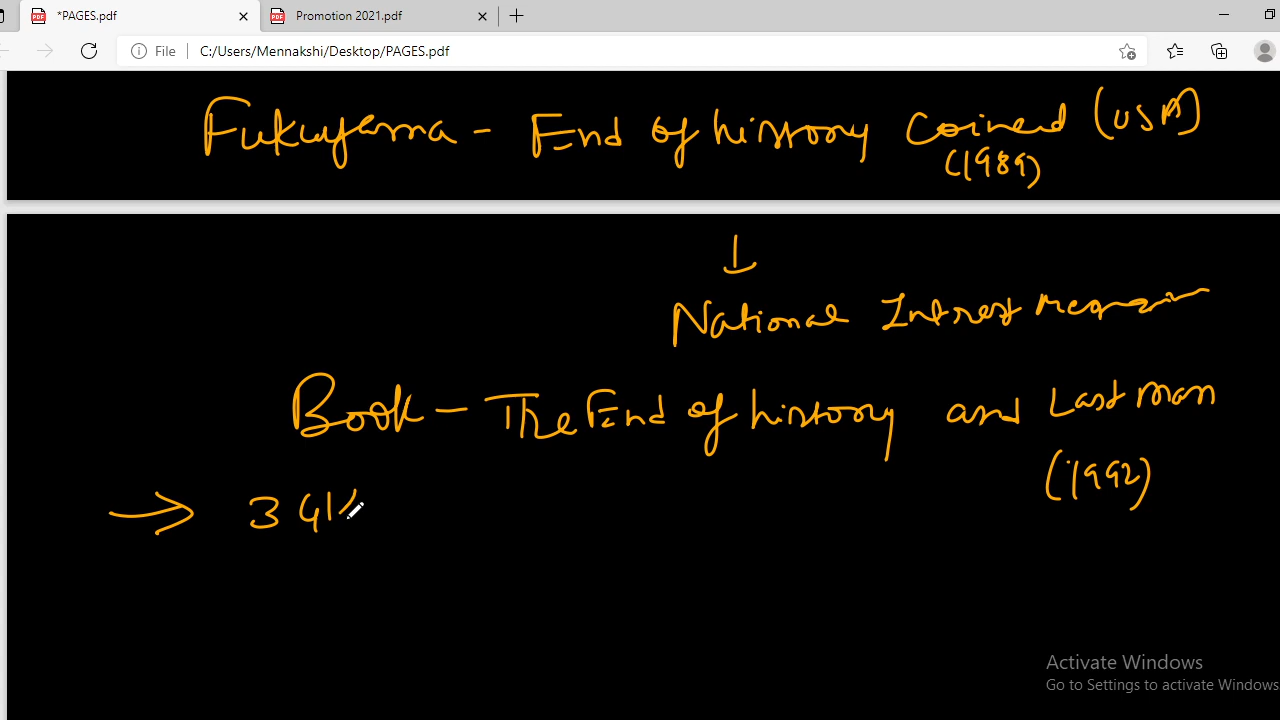 *PAGES.pdf
Promotion 2021.pdf
File
C:/Users/Mennakshi/Desktop/PAGES.pdf
Fukuyama - End of history Coined (USA)
(1989)
↓
National Intrest
Book - The End of history and Last man
(1992)
→ 3
Activate Windows
Go to Settings to activate Windows